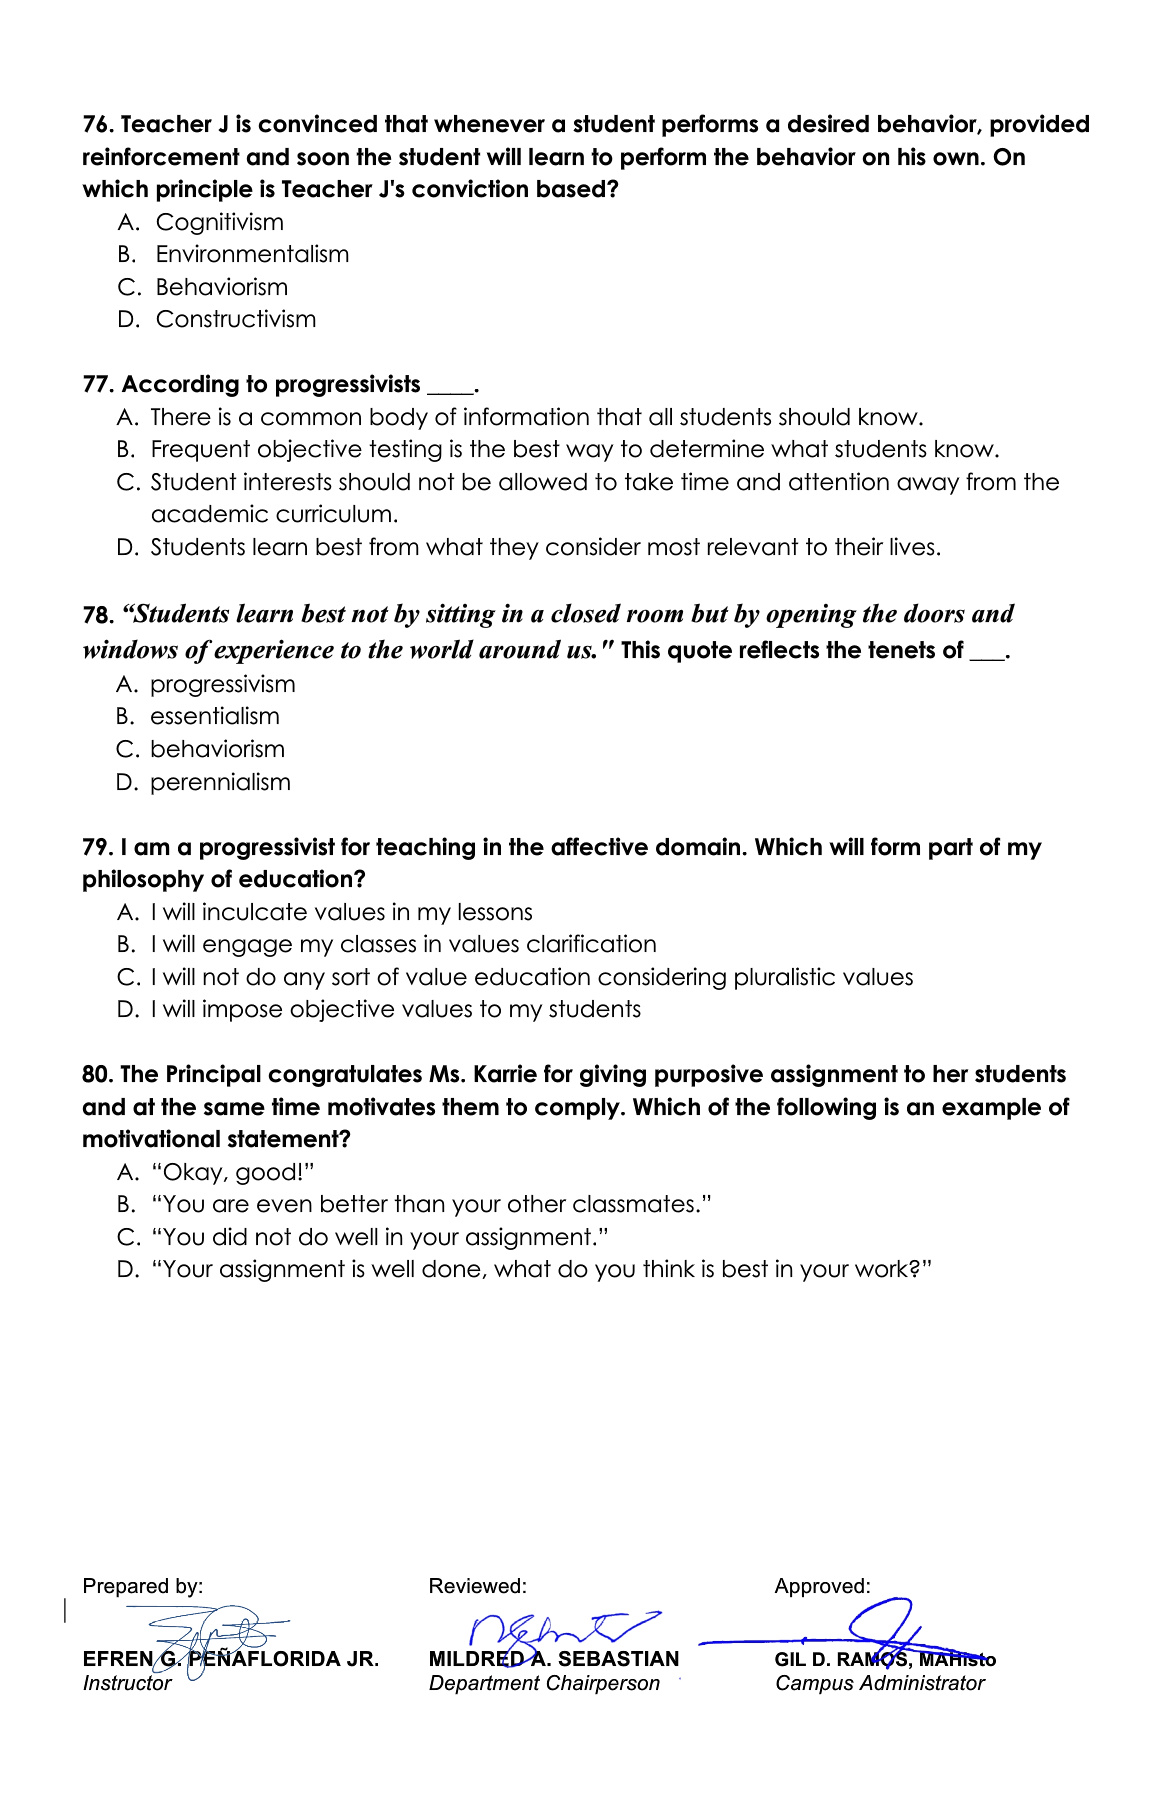 76. Teacher J is convinced that whenever a student performs a desired behavior, provided
reinforcement and soon the student will learn to perform the behavior on his own. On
which principle is Teacher J's conviction based?
A. Cognitivism
B. Environmentalism
C. Behaviorism
D. Constructivism
77. According to progressivists ____.
A. There is a common body of information that all students should know.
B. Frequent objective testing is the best way to determine what students know.
C. Student interests should not be allowed to take time and attention away from the
academic curriculum.
D. Students learn best from what they consider most relevant to their lives.
78. “Students learn best not by sitting in a closed room but by opening the doors and
windows of experience to the world around us." This quote reflects the tenets of ___.
A. progressivism
B. essentialism
C. behaviorism
D. perennialism
79. I am a progressivist for teaching in the affective domain. Which will form part of my
philosophy of education?
A. I will inculcate values in my lessons
B. I will engage my classes in values clarification
C. I will not do any sort of value education considering pluralistic values
D. I will impose objective values to my students
80. The Principal congratulates Ms. Karrie for giving purposive assignment to her students
and at the same time motivates them to comply. Which of the following is an example of
motivational statement?
A. “Okay, good!”
B. “You are even better than your other classmates.”
C. “You did not do well in your assignment.”
D. “Your assignment is well done, what do you think is best in your work?”
Prepared by: Reviewed: Approved:
EFREN G. PEÑAFLORIDA JR. MILDRED A. SEBASTIAN GIL D. RAMOS, MAHisto
Instructor Department Chairperson Campus Administrator